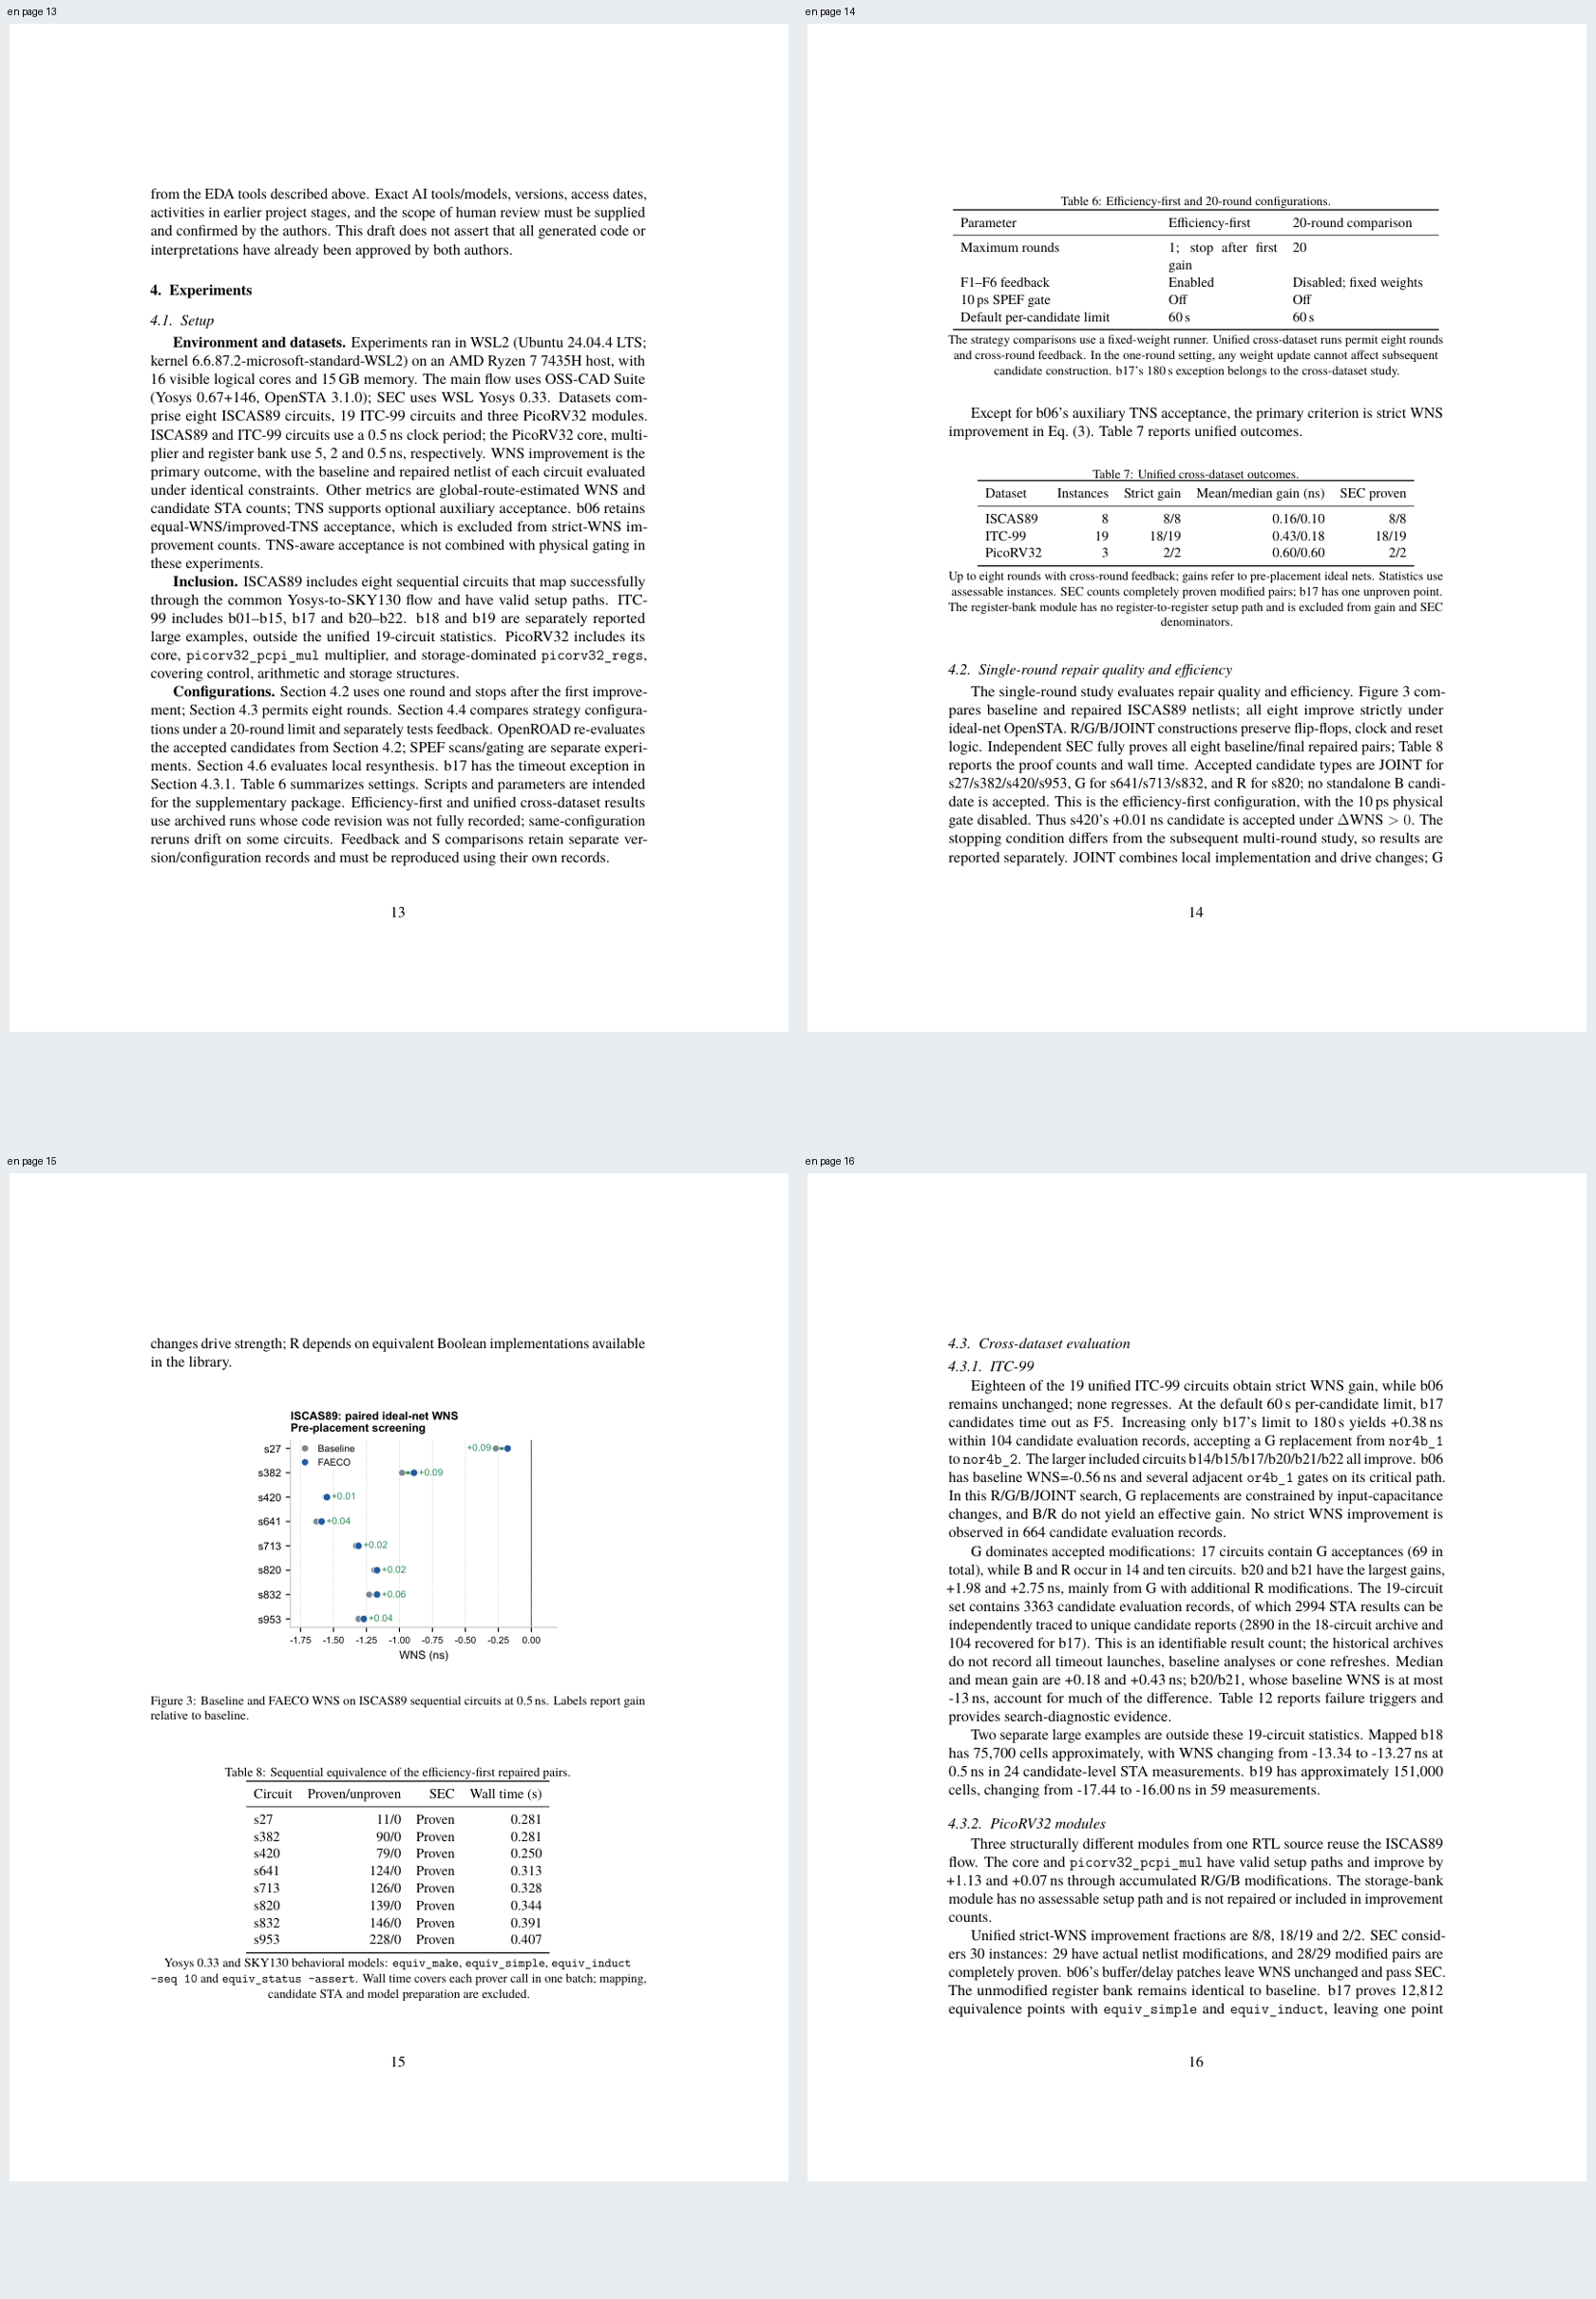 en page 13
from the EDA tools described above. Exact AI tools/models, versions, access dates,
activities in earlier project stages, and the scope of human review must be supplied
and confirmed by the authors. This draft does not assert that all generated code or
interpretations have already been approved by both authors.
4. Experiments
4.1. Setup
Environment and datasets. Experiments ran in WSL2 (Ubuntu 24.04.4 LTS;
kernel 6.6.87.2-microsoft-standard-WSL2) on an AMD Ryzen 7 7435H host, with
16 visible logical cores and 15 GB memory. The main flow uses OSS-CAD Suite
(Yosys 0.67+146, OpenSTA 3.1.0); SEC uses WSL Yosys 0.33. Datasets com-
prise eight ISCAS89 circuits, 19 ITC-99 circuits and three PicoRV32 modules.
ISCAS89 and ITC-99 circuits use a 0.5 ns clock period; the PicoRV32 core, multi-
plier and register bank use 5, 2 and 0.5 ns, respectively. WNS improvement is the
primary outcome, with the baseline and repaired netlist of each circuit evaluated
under identical constraints. Other metrics are global-route-estimated WNS and
candidate STA counts; TNS supports optional auxiliary acceptance. b06 retains
equal-WNS/improved-TNS acceptance, which is excluded from strict-WNS im-
provement counts. TNS-aware acceptance is not combined with physical gating in
these experiments.
Inclusion. ISCAS89 includes eight sequential circuits that map successfully
through the common Yosys-to-SKY130 flow and have valid setup paths. ITC-
99 includes b01–b15, b17 and b20–b22. b18 and b19 are separately reported
large examples, outside the unified 19-circuit statistics. PicoRV32 includes its
core, picorv32_pcpi_mul multiplier, and storage-dominated picorv32_regs,
covering control, arithmetic and storage structures.
Configurations. Section 4.2 uses one round and stops after the first improve-
ment; Section 4.3 permits eight rounds. Section 4.4 compares strategy configura-
tions under a 20-round limit and separately tests feedback. OpenROAD re-evaluates
the accepted candidates from Section 4.2; SPEF scans/gating are separate experi-
ments. Section 4.6 evaluates local resynthesis. b17 has the timeout exception in
Section 4.3.1. Table 6 summarizes settings. Scripts and parameters are intended
for the supplementary package. Efficiency-first and unified cross-dataset results
use archived runs whose code revision was not fully recorded; same-configuration
reruns drift on some circuits. Feedback and S comparisons retain separate ver-
sion/configuration records and must be reproduced using their own records.
13
en page 14
Table 6: Efficiency-first and 20-round configurations.
Parameter Efficiency-first 20-round comparison
Maximum rounds 1; stop after first 20
gain
F1–F6 feedback Enabled Disabled; fixed weights
10 ps SPEF gate Off Off
Default per-candidate limit 60 s 60 s
The strategy comparisons use a fixed-weight runner. Unified cross-dataset runs permit eight rounds
and cross-round feedback. In the one-round setting, any weight update cannot affect subsequent
candidate construction. b17's 180 s exception belongs to the cross-dataset study.
Except for b06's auxiliary TNS acceptance, the primary criterion is strict WNS
improvement in Eq. (3). Table 7 reports unified outcomes.
Table 7: Unified cross-dataset outcomes.
Dataset Instances Strict gain Mean/median gain (ns) SEC proven
ISCAS89 8 8/8 0.16/0.10 8/8
ITC-99 19 18/19 0.43/0.18 18/19
PicoRV32 3 2/2 0.60/0.60 2/2
Up to eight rounds with cross-round feedback; gains refer to pre-placement ideal nets. Statistics use
assessable instances. SEC counts completely proven modified pairs; b17 has one unproven point.
The register-bank module has no register-to-register setup path and is excluded from gain and SEC
denominators.
4.2. Single-round repair quality and efficiency
The single-round study evaluates repair quality and efficiency. Figure 3 com-
pares baseline and repaired ISCAS89 netlists; all eight improve strictly under
ideal-net OpenSTA. R/G/B/JOINT constructions preserve flip-flops, clock and reset
logic. Independent SEC fully proves all eight baseline/final repaired pairs; Table 8
reports the proof counts and wall time. Accepted candidate types are JOINT for
s27/s382/s420/s953, G for s641/s713/s832, and R for s820; no standalone B candi-
date is accepted. This is the efficiency-first configuration, with the 10 ps physical
gate disabled. Thus s420's +0.01 ns candidate is accepted under ΔWNS > 0. The
stopping condition differs from the subsequent multi-round study, so results are
reported separately. JOINT combines local implementation and drive changes; G
14
en page 15
changes drive strength; R depends on equivalent Boolean implementations available
in the library.
ISCAS89: paired ideal-net WNS
Pre-placement screening
Baseline
FAECO
s27 +0.09
s382 +0.09
s420 +0.01
s641 +0.04
s713 +0.02
s820 +0.02
s832 +0.06
s953 +0.04
-1.75 -1.50 -1.25 -1.00 -0.75 -0.50 -0.25 0.00
WNS (ns)
Figure 3: Baseline and FAECO WNS on ISCAS89 sequential circuits at 0.5 ns. Labels report gain
relative to baseline.
Table 8: Sequential equivalence of the efficiency-first repaired pairs.
Circuit Proven/unproven SEC Wall time (s)
s27 11/0 Proven 0.281
s382 90/0 Proven 0.281
s420 79/0 Proven 0.250
s641 124/0 Proven 0.313
s713 126/0 Proven 0.328
s820 139/0 Proven 0.344
s832 146/0 Proven 0.391
s953 228/0 Proven 0.407
Yosys 0.33 and SKY130 behavioral models: equiv_make, equiv_simple, equiv_induct
-seq 10 and equiv_status -assert. Wall time covers each prover call in one batch; mapping,
candidate STA and model preparation are excluded.
15
en page 16
4.3. Cross-dataset evaluation
4.3.1. ITC-99
Eighteen of the 19 unified ITC-99 circuits obtain strict WNS gain, while b06
remains unchanged; none regresses. At the default 60 s per-candidate limit, b17
candidates time out as F5. Increasing only b17's limit to 180 s yields +0.38 ns
within 104 candidate evaluation records, accepting a G replacement from nor4b_1
to nor4b_2. The larger included circuits b14/b15/b17/b20/b21/b22 all improve. b06
has baseline WNS=-0.56 ns and several adjacent or4b_1 gates on its critical path.
In this R/G/B/JOINT search, G replacements are constrained by input-capacitance
changes, and B/R do not yield an effective gain. No strict WNS improvement is
observed in 664 candidate evaluation records.
G dominates accepted modifications: 17 circuits contain G acceptances (69 in
total), while B and R occur in 14 and ten circuits. b20 and b21 have the largest gains,
+1.98 and +2.75 ns, mainly from G with additional R modifications. The 19-circuit
set contains 3363 candidate evaluation records, of which 2994 STA results can be
independently traced to unique candidate reports (2890 in the 18-circuit archive and
104 recovered for b17). This is an identifiable result count; the historical archives
do not record all timeout launches, baseline analyses or cone refreshes. Median
and mean gain are +0.18 and +0.43 ns; b20/b21, whose baseline WNS is at most
-13 ns, account for much of the difference. Table 12 reports failure triggers and
provides search-diagnostic evidence.
Two separate large examples are outside these 19-circuit statistics. Mapped b18
has 75,700 cells approximately, with WNS changing from -13.34 to -13.27 ns at
0.5 ns in 24 candidate-level STA measurements. b19 has approximately 151,000
cells, changing from -17.44 to -16.00 ns in 59 measurements.
4.3.2. PicoRV32 modules
Three structurally different modules from one RTL source reuse the ISCAS89
flow. The core and picorv32_pcpi_mul have valid setup paths and improve by
+1.13 and +0.07 ns through accumulated R/G/B modifications. The storage-bank
module has no assessable setup path and is not repaired or included in improvement
counts.
Unified strict-WNS improvement fractions are 8/8, 18/19 and 2/2. SEC consid-
ers 30 instances: 29 have actual netlist modifications, and 28/29 modified pairs are
completely proven. b06's buffer/delay patches leave WNS unchanged and pass SEC.
The unmodified register bank remains identical to baseline. b17 proves 12,812
equivalence points with equiv_simple and equiv_induct, leaving one point
16